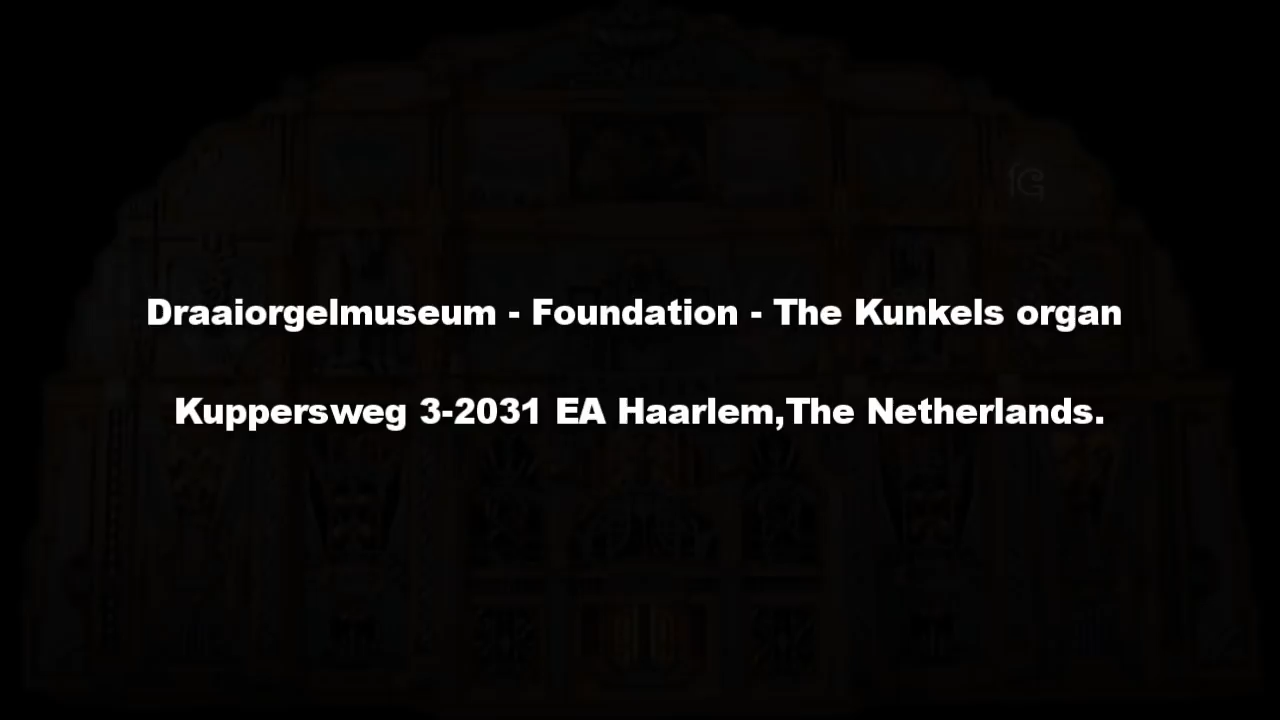 Draaiorgelmuseum - Foundation - The Kunkels organ
Kuppersweg 3-2031 EA Haarlem,The Netherlands.